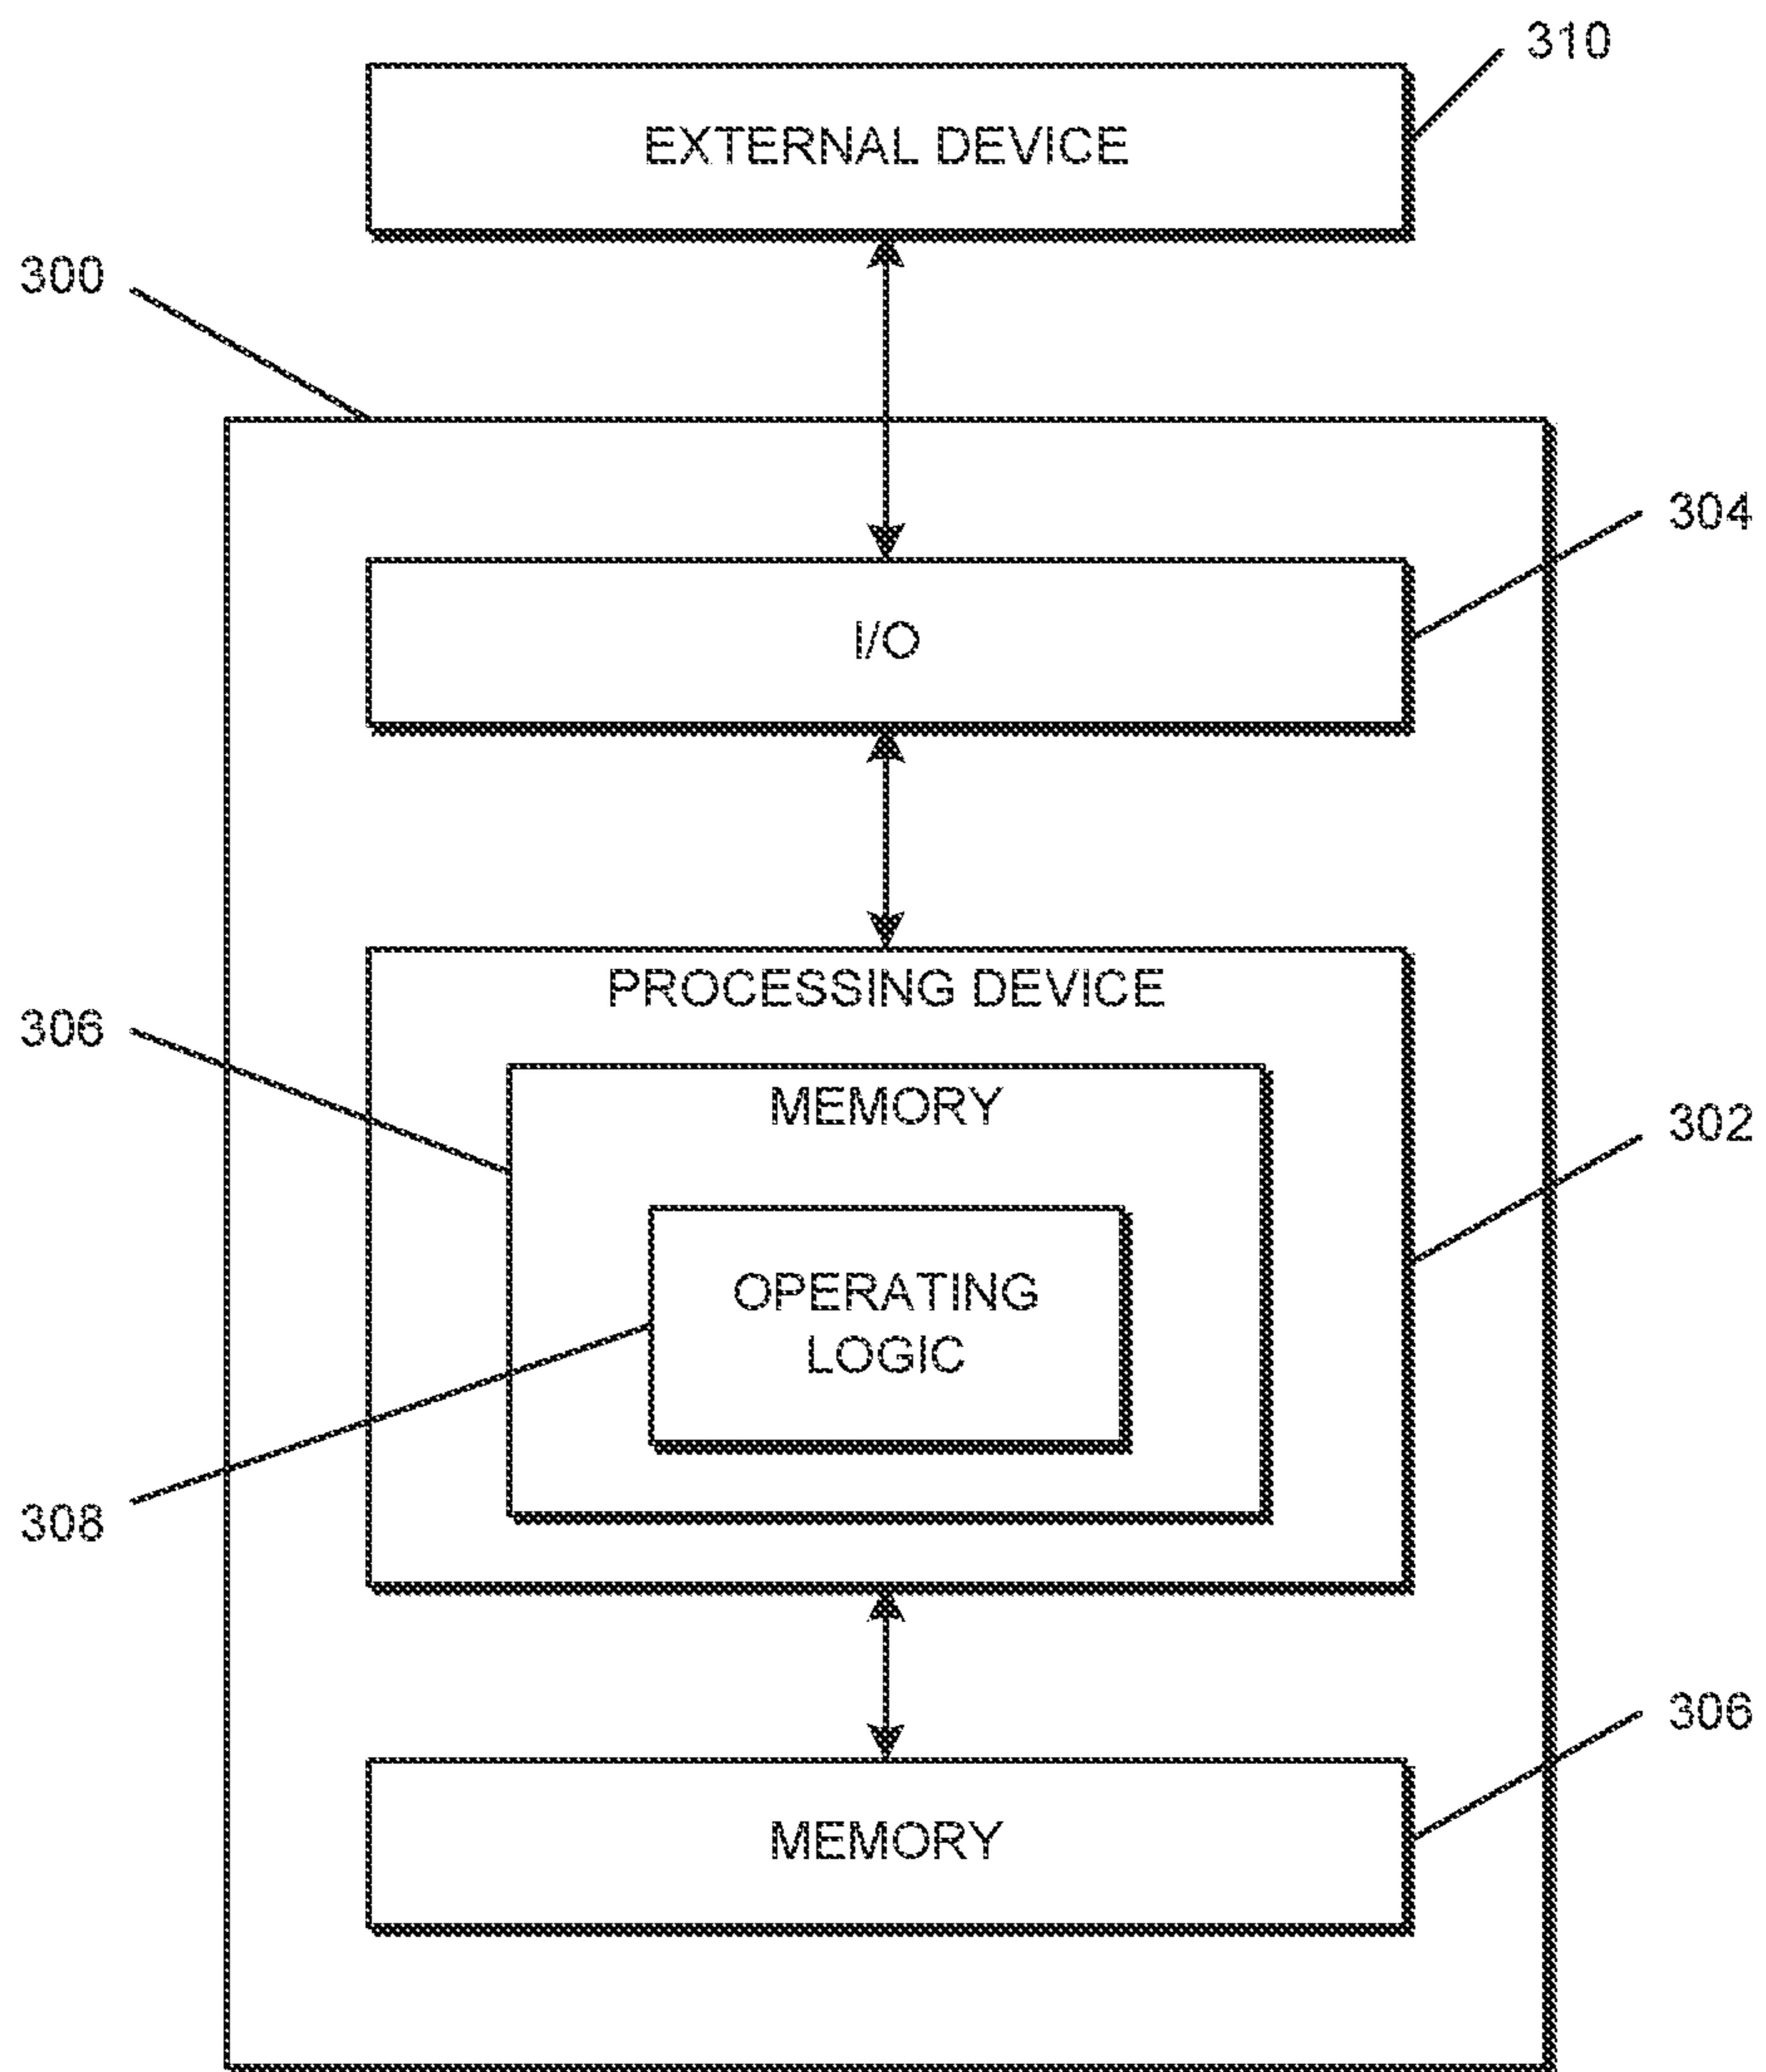 310
EXTERNAL DEVICE
300
304
I/O
PROCESSING DEVICE
306
MEMORY
302
OPERATING
LOGIC
308
306
MEMORY